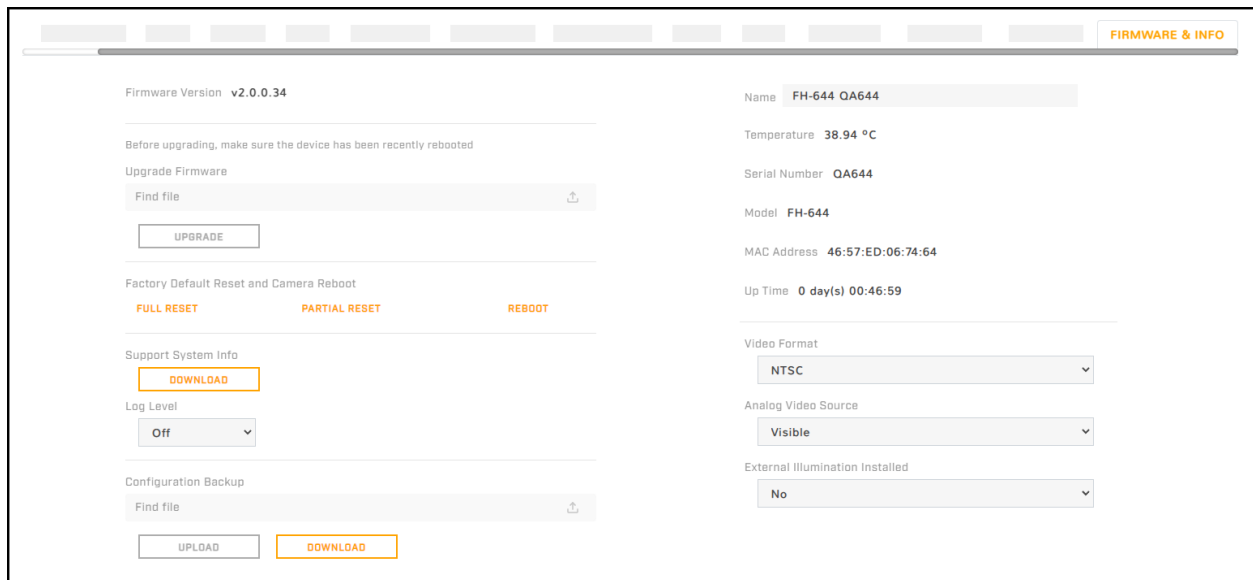 FIRMWARE & INFO
Firmware Version v2.0.0.34
Before upgrading, make sure the device has been recently rebooted
Upgrade Firmware
Find file
UPGRADE
Factory Default Reset and Camera Reboot
FULL RESET PARTIAL RESET REBOOT
Support System Info
DOWNLOAD
Log Level
Off
Configuration Backup
Find file
UPLOAD DOWNLOAD
Name FH-644 QA644
Temperature 38.94 ºC
Serial Number QA644
Model FH-644
MAC Address 46:57:ED:06:74:64
Up Time 0 day(s) 00:46:59
Video Format
NTSC
Analog Video Source
Visible
External Illumination Installed
No